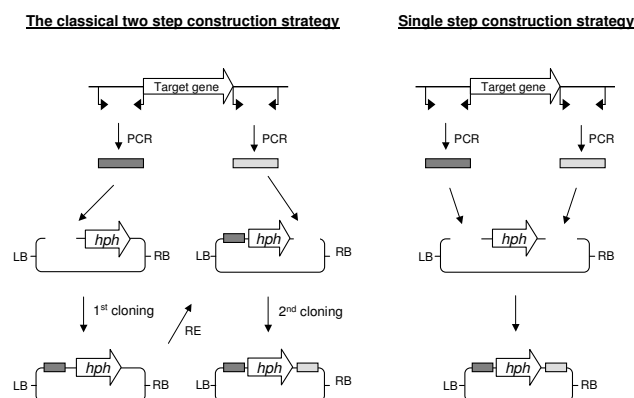 The classical two step construction strategy
Single step construction strategy
Target gene
Target gene
PCR
PCR
PCR
PCR
hph
hph
hph
LB
RB
LB
RB
LB
RB
1st cloning
RE
2nd cloning
hph
hph
hph
LB
RB
LB
RB
LB
RB